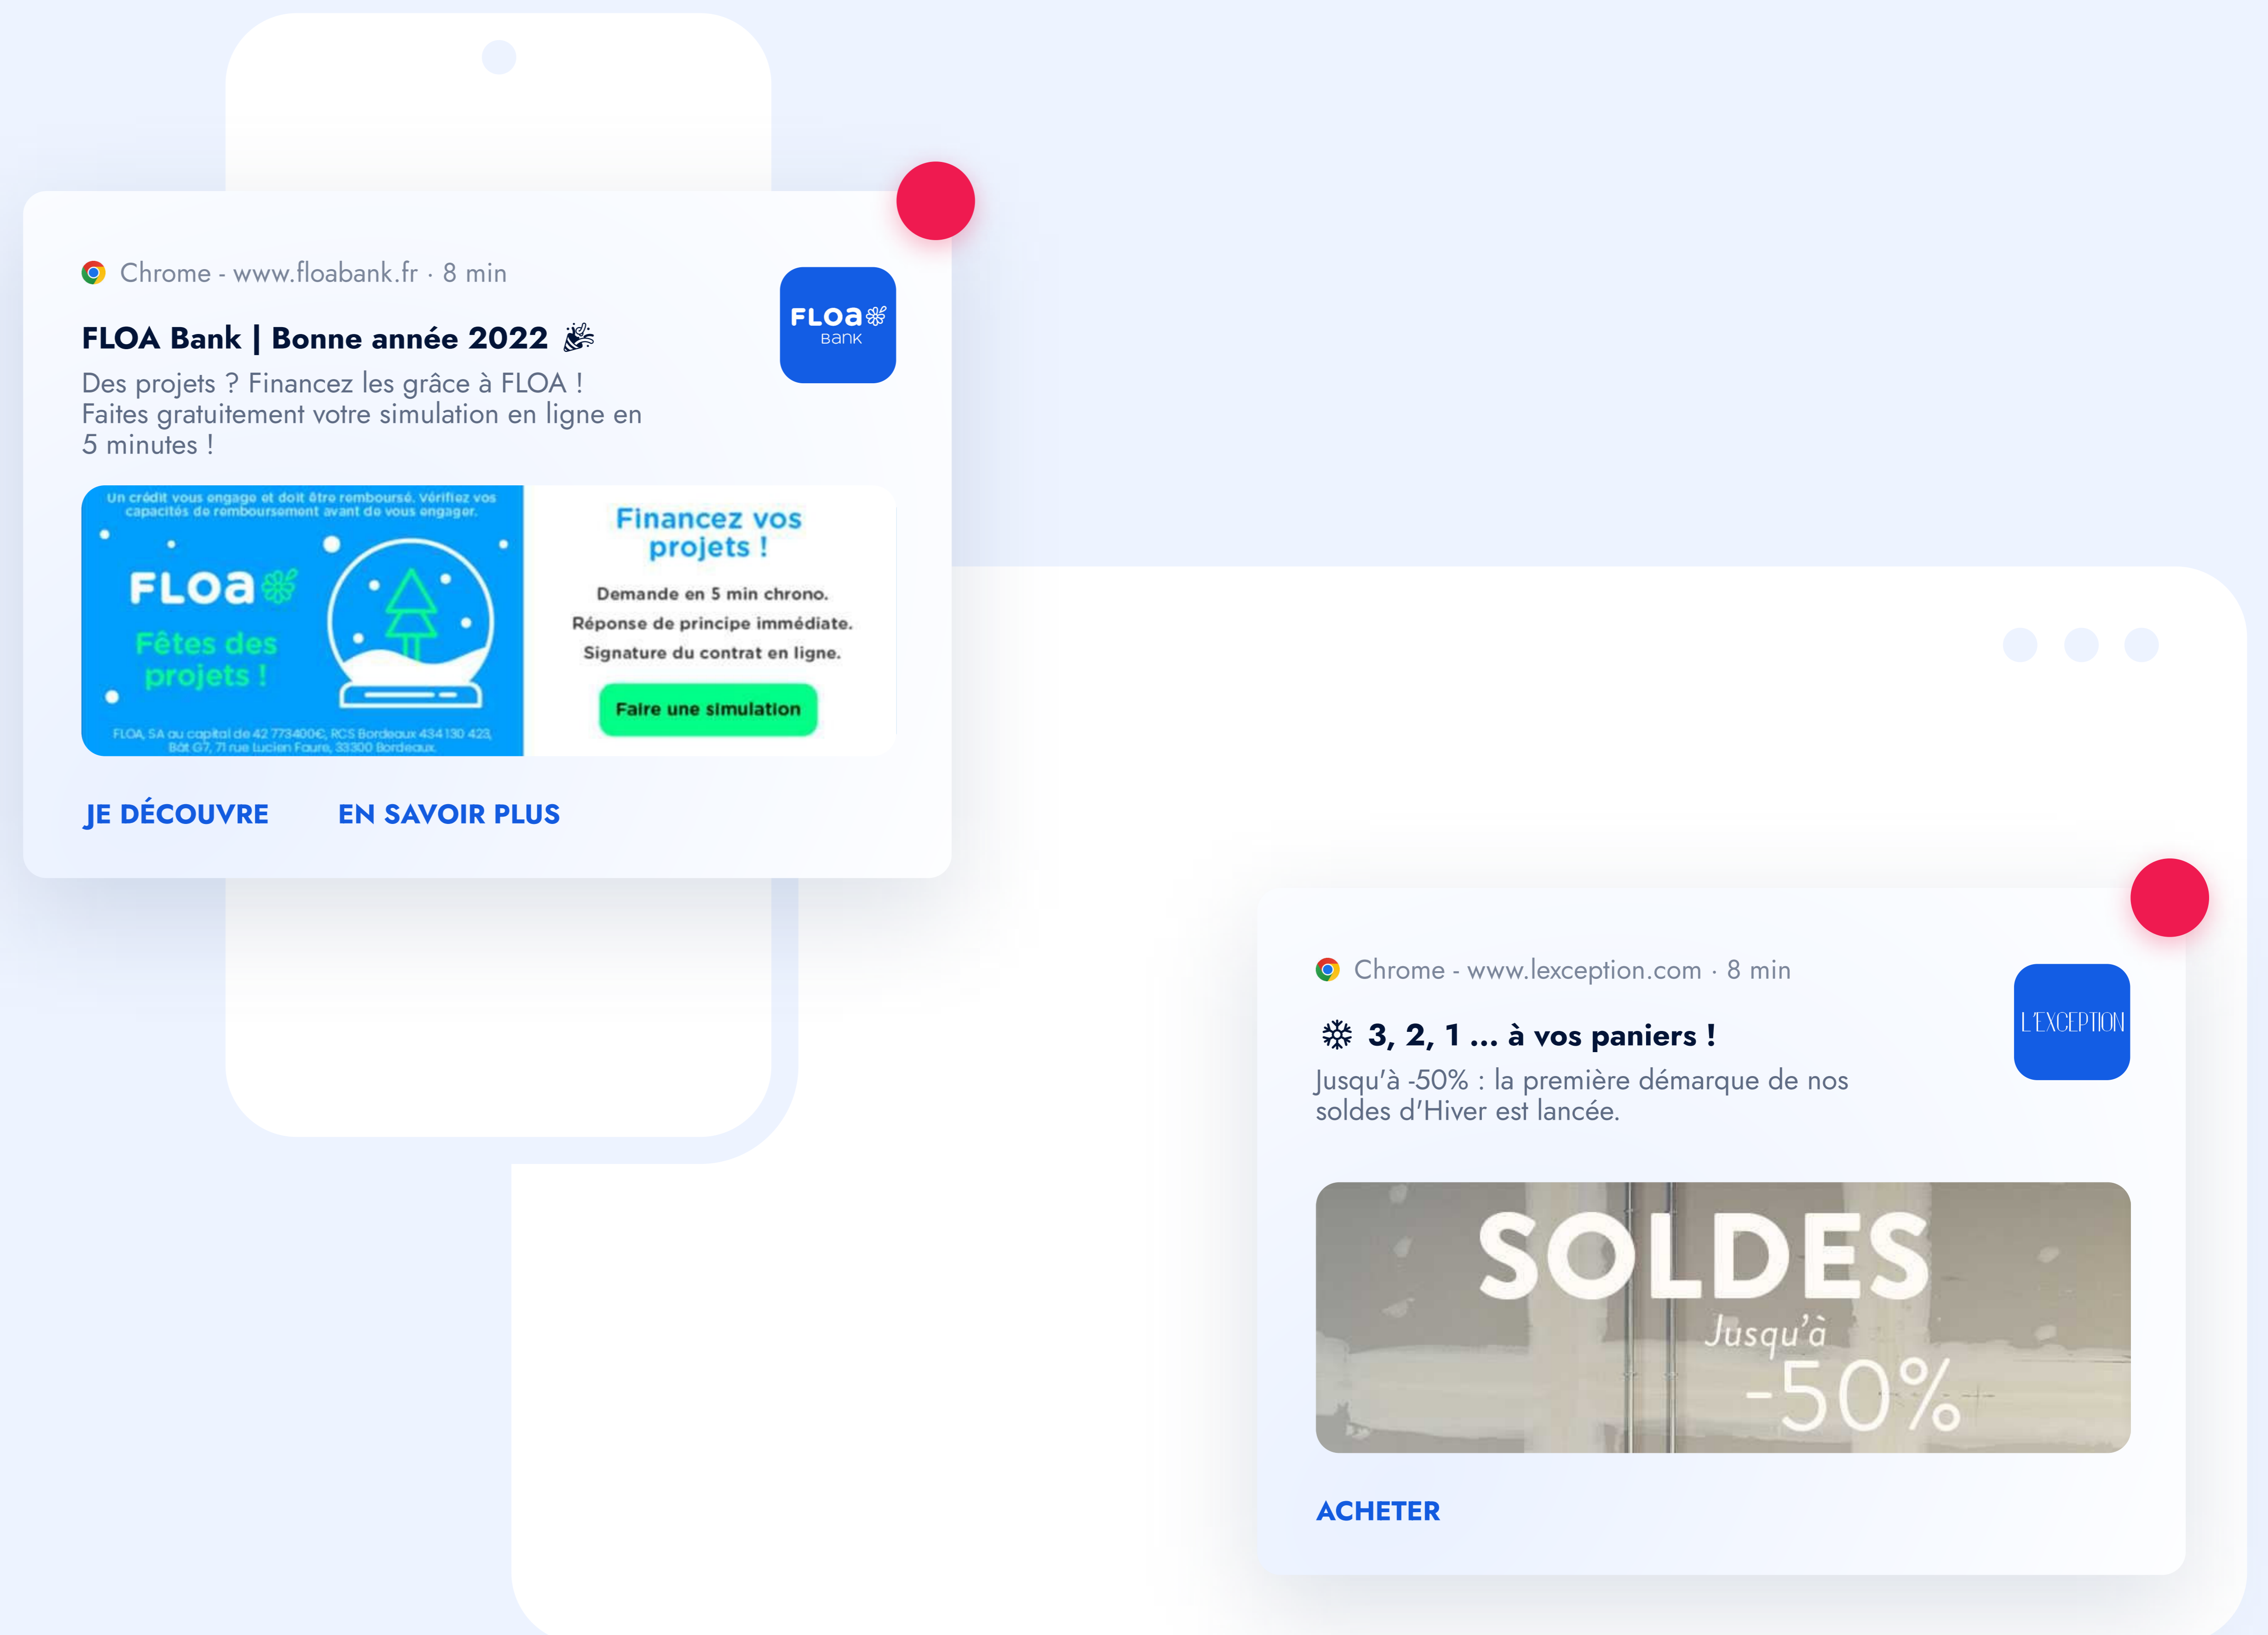 Chrome - www.floabank.fr · 8 min
FLOA Bank | Bonne année 2022 🎉
Des projets ? Financez les grâce à FLOA !
Faites gratuitement votre simulation en ligne en
5 minutes !
FLOa
BANK
Un crédit vous engage et doit être remboursé. Vérifiez vos
capacités de remboursement avant de vous engager.
FLOa
Fêtes des
projets !
FLOA, SA au capital de 42 773400€, RCS Bordeaux 434 130 423,
Bât G7, 71 rue Lucien Faure, 33300 Bordeaux.
Financez vos
projets !
Demande en 5 min chrono.
Réponse de principe immédiate.
Signature du contrat en ligne.
Faire une simulation
JE DÉCOUVRE
EN SAVOIR PLUS
Chrome - www.lexception.com · 8 min
❄ 3, 2, 1 ... à vos paniers !
Jusqu'à -50% : la première démarque de nos
soldes d'Hiver est lancée.
L'EXCEPTION
SOLDES
Jusqu'à
-50%
ACHETER